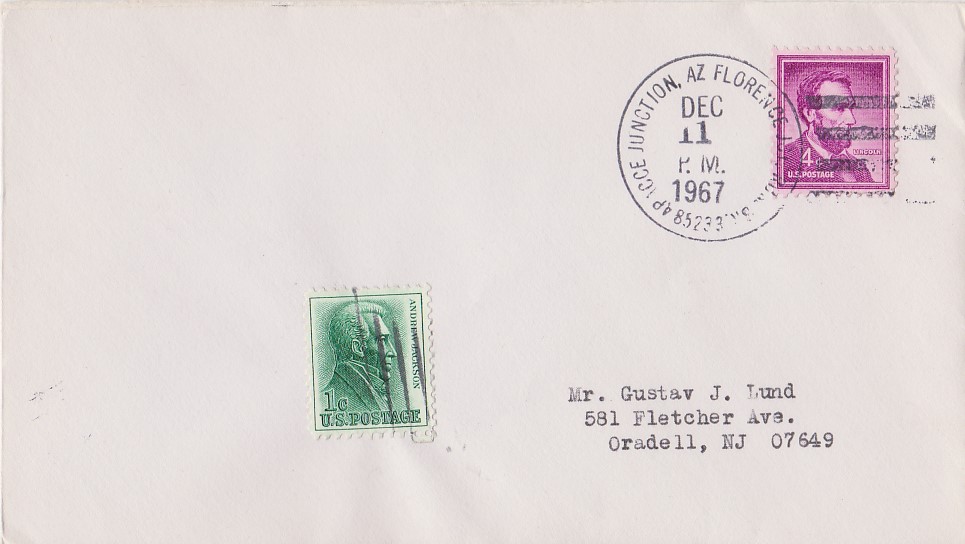 JUNCTION, AZ FLORENCE
DEC
11
P. M.
1967
85233
LINCOLN
4
U.S. POSTAGE
ANDREW JACKSON
1¢
U.S. POSTAGE
Mr. Gustav J. Lund
581 Fletcher Ave.
Oradell, NJ 07649